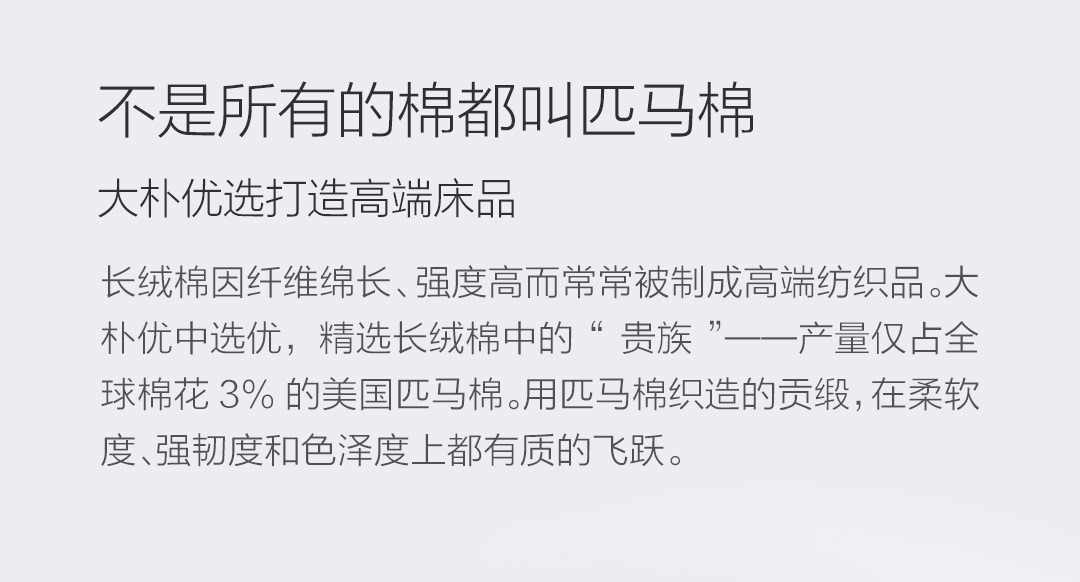 不是所有的棉都叫匹马棉
大朴优选打造高端床品
长绒棉因纤维绵长、强度高而常常被制成高端纺织品。大
朴优中选优，精选长绒棉中的“贵族”——产量仅占全
球棉花 3% 的美国匹马棉。用匹马棉织造的贡缎，在柔软
度、强韧度和色泽度上都有质的飞跃。